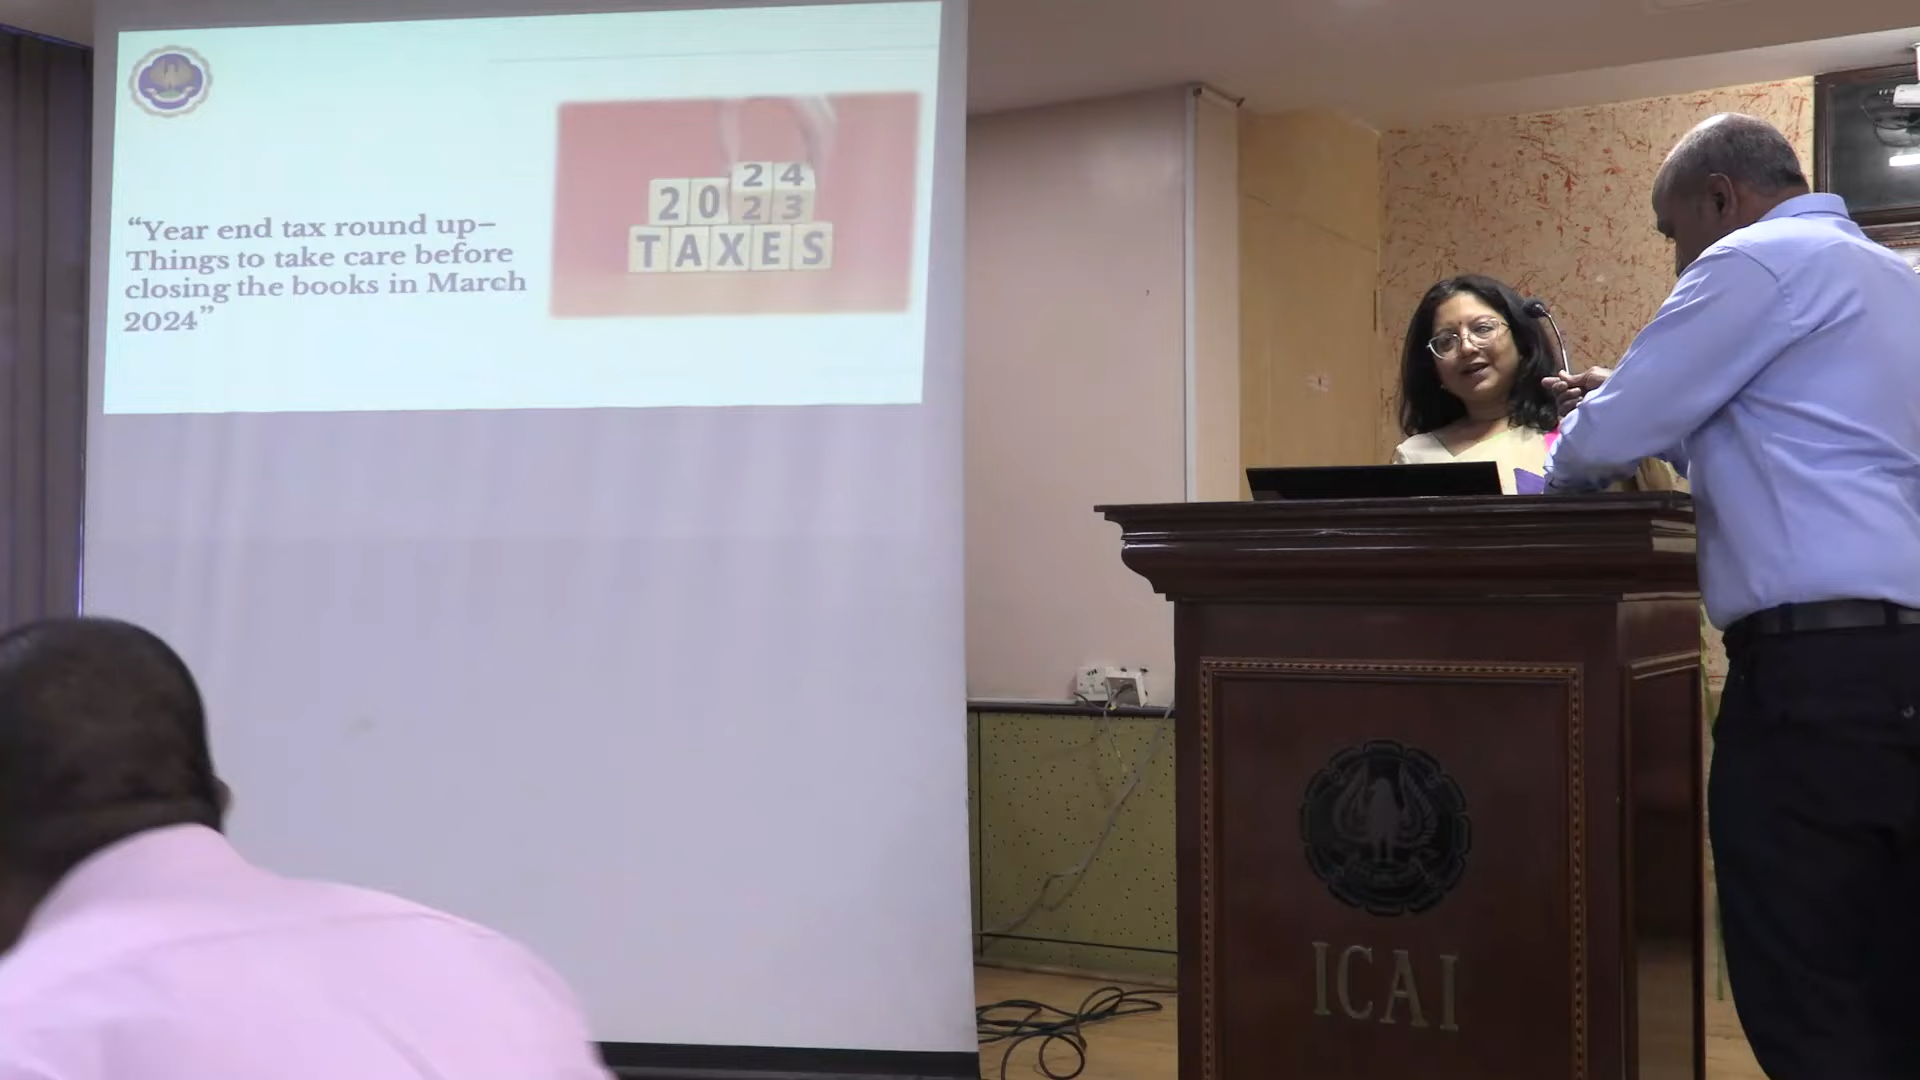 “Year end tax round up–
Things to take care before
closing the books in March
2024”
24
2023
TAXES
ICAI